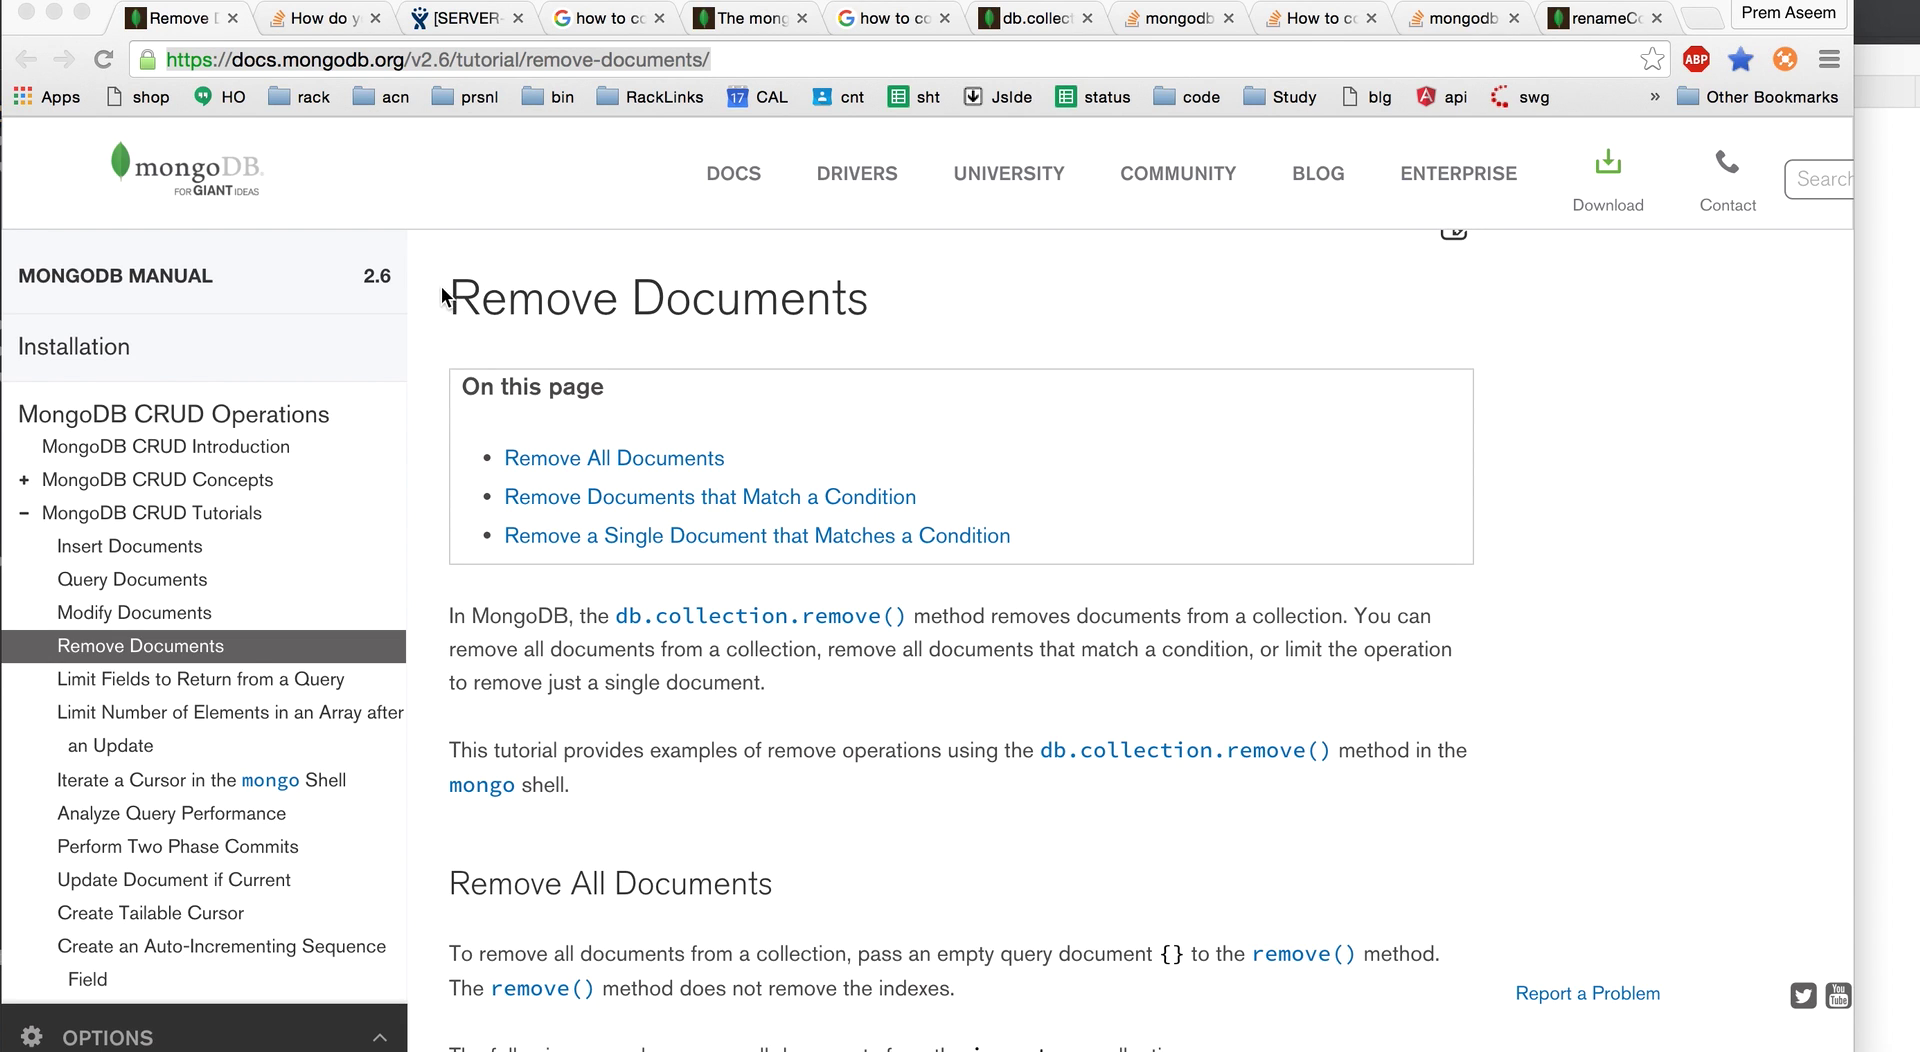 Remove D
How do y
[SERVER-
how to co
The mong
how to co
db.collect
mongodb
How to co
mongodb
renameCo
Prem Aseem
https://docs.mongodb.org/v2.6/tutorial/remove-documents/
ABP
Apps shop HO rack acn prsnl bin RackLinks 17 CAL cnt sht JsIde status code Study blg api swg » Other Bookmarks
mongoDB.
FOR GIANT IDEAS
DOCS DRIVERS UNIVERSITY COMMUNITY BLOG ENTERPRISE
Download
Contact
Search
MONGODB MANUAL 2.6
Installation
MongoDB CRUD Operations
MongoDB CRUD Introduction
+ MongoDB CRUD Concepts
– MongoDB CRUD Tutorials
Insert Documents
Query Documents
Modify Documents
Remove Documents
Limit Fields to Return from a Query
Limit Number of Elements in an Array after
an Update
Iterate a Cursor in the mongo Shell
Analyze Query Performance
Perform Two Phase Commits
Update Document if Current
Create Tailable Cursor
Create an Auto-Incrementing Sequence
Field
OPTIONS
Remove Documents
On this page
• Remove All Documents
• Remove Documents that Match a Condition
• Remove a Single Document that Matches a Condition
In MongoDB, the db.collection.remove() method removes documents from a collection. You can
remove all documents from a collection, remove all documents that match a condition, or limit the operation
to remove just a single document.
This tutorial provides examples of remove operations using the db.collection.remove() method in the
mongo shell.
Remove All Documents
To remove all documents from a collection, pass an empty query document {} to the remove() method.
The remove() method does not remove the indexes.
Report a Problem
You
Tube